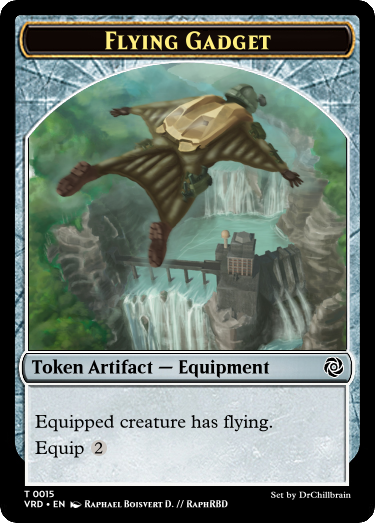 Flying Gadget
Token Artifact — Equipment
Equipped creature has flying.
Equip 2
T 0015
VRD • EN Raphael Boisvert D. // RaphRBD
Set by DrChillbrain